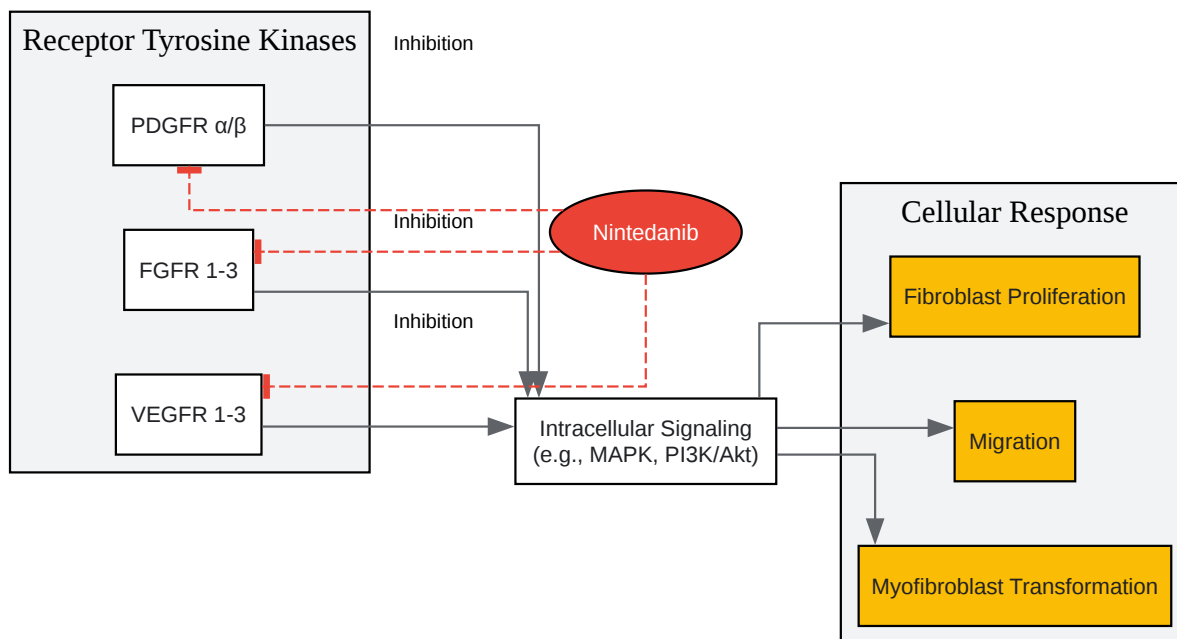 Receptor Tyrosine Kinases
Inhibition
PDGFR α/β
Inhibition
Nintedanib
FGFR 1-3
Inhibition
VEGFR 1-3
Intracellular Signaling
(e.g., MAPK, PI3K/Akt)
Cellular Response
Fibroblast Proliferation
Migration
Myofibroblast Transformation